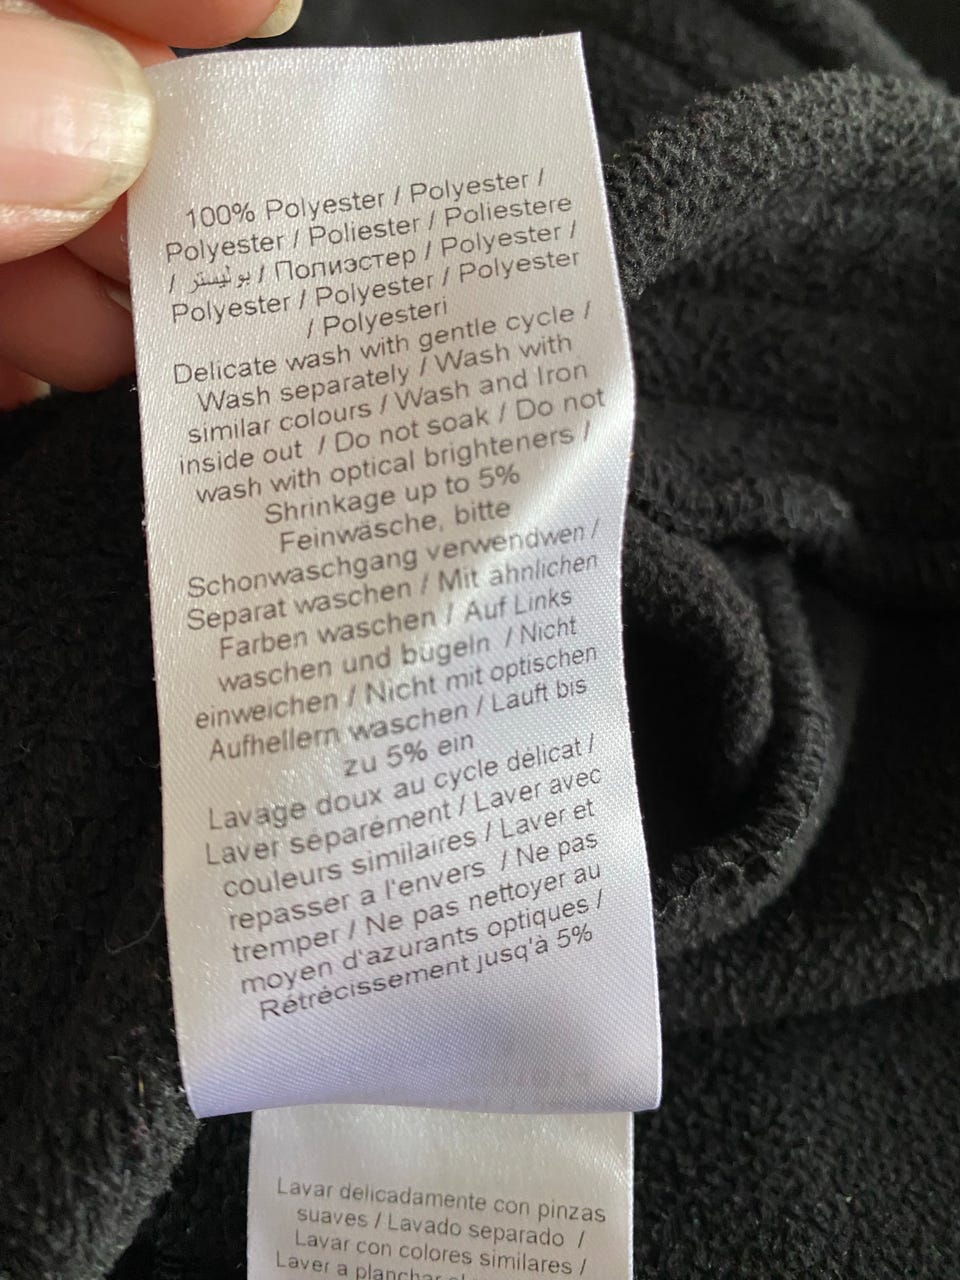 100% Polyester / Polyester /
Polyester / Poliester / Poliestere
/ بوليستر / Полиэстер / Polyester /
Polyester / Polyester / Polyester
/ Polyesteri
Delicate wash with gentle cycle /
Wash separately / Wash with
similar colours / Wash and Iron
inside out / Do not soak / Do not
wash with optical brighteners /
Shrinkage up to 5%
Feinwäsche, bitte
Schonwaschgang verwendwen /
Separat waschen / Mit ähnlichen
Farben waschen / Auf Links
waschen und bügeln / Nicht
einweichen / Nicht mit optischen
Aufhellern waschen / Lauft bis
zu 5% ein
Lavage doux au cycle délicat /
Laver séparément / Laver avec
couleurs similaires / Laver et
repasser a l'envers / Ne pas
tremper / Ne pas nettoyer au
moyen d'azurants optiques /
Rétrécissement jusqu'à 5%
Lavar delicadamente con pinzas
suaves / Lavado separado /
Lavar con colores similares /
Laver a planchar